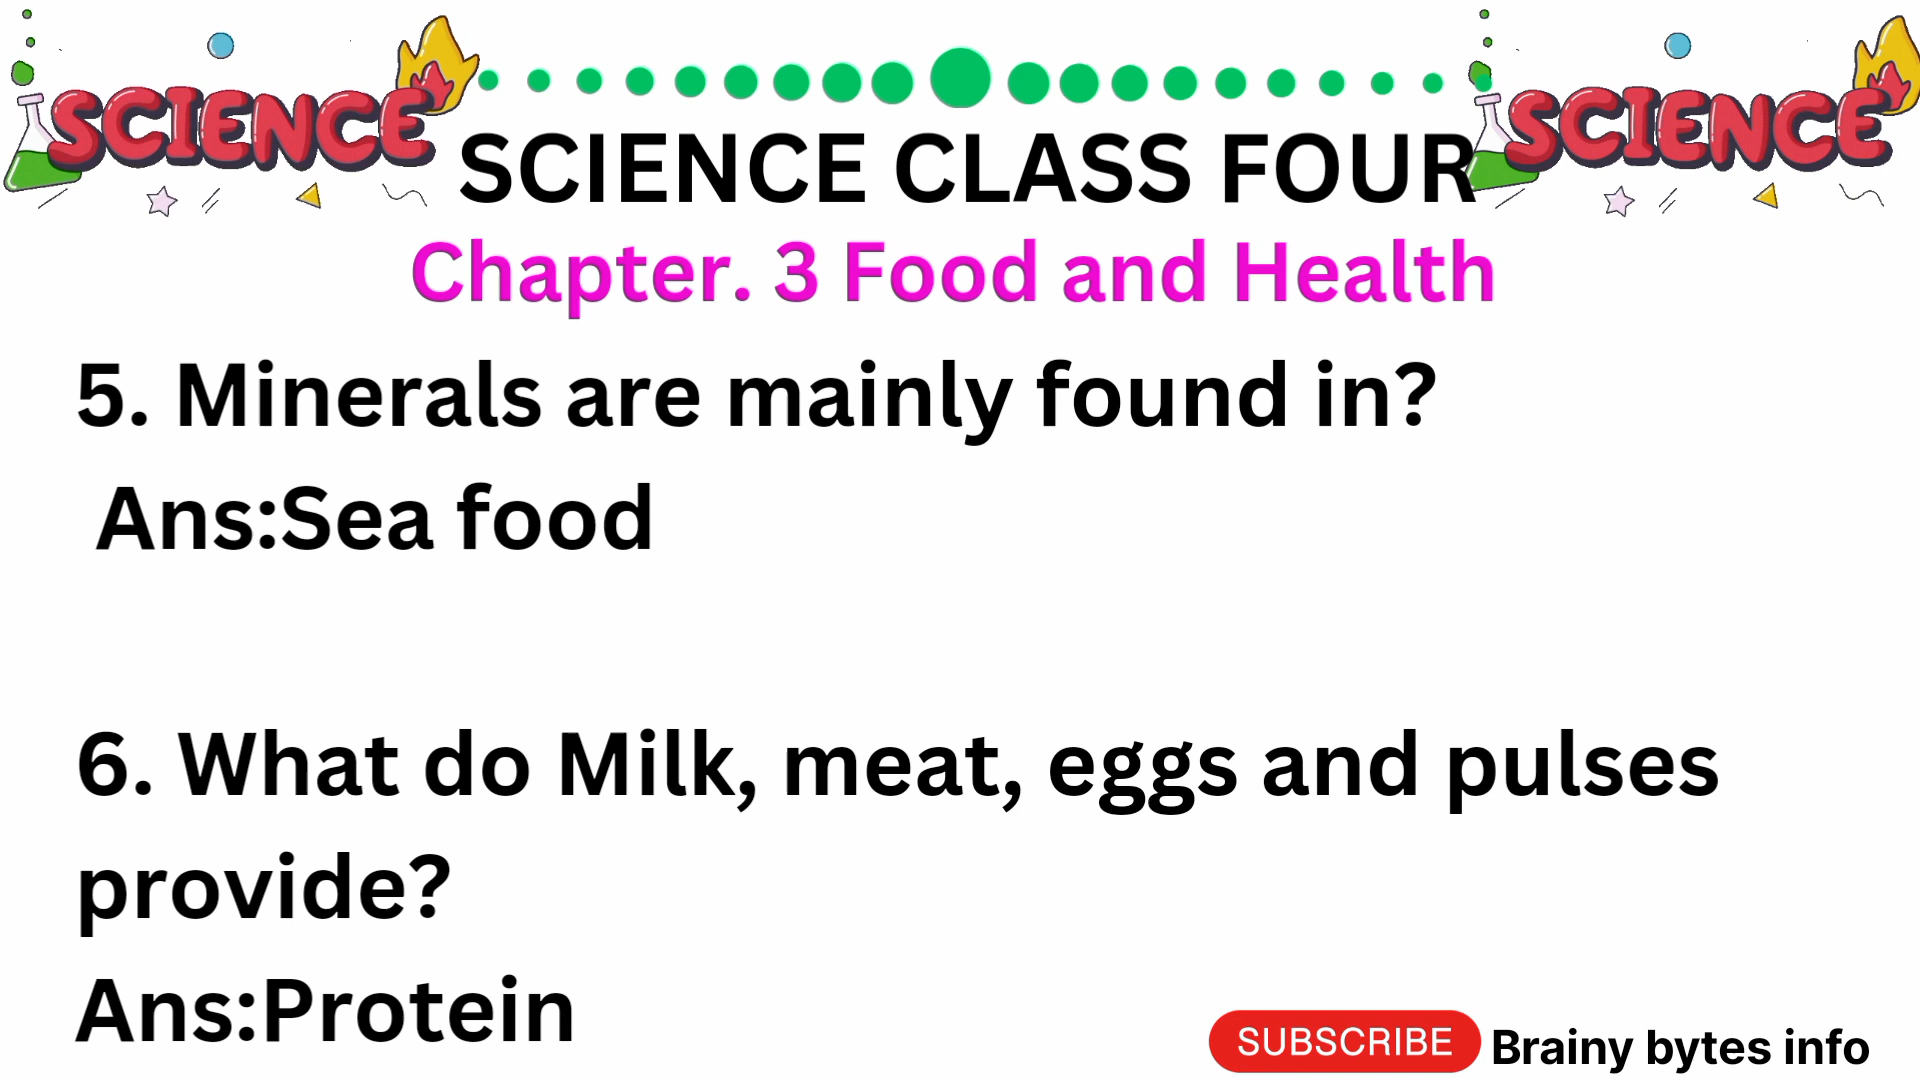 SCIENCE SCIENCE
SCIENCE CLASS FOUR
Chapter. 3 Food and Health
5. Minerals are mainly found in?
Ans:Sea food
6. What do Milk, meat, eggs and pulses
provide?
Ans:Protein
SUBSCRIBE Brainy bytes info